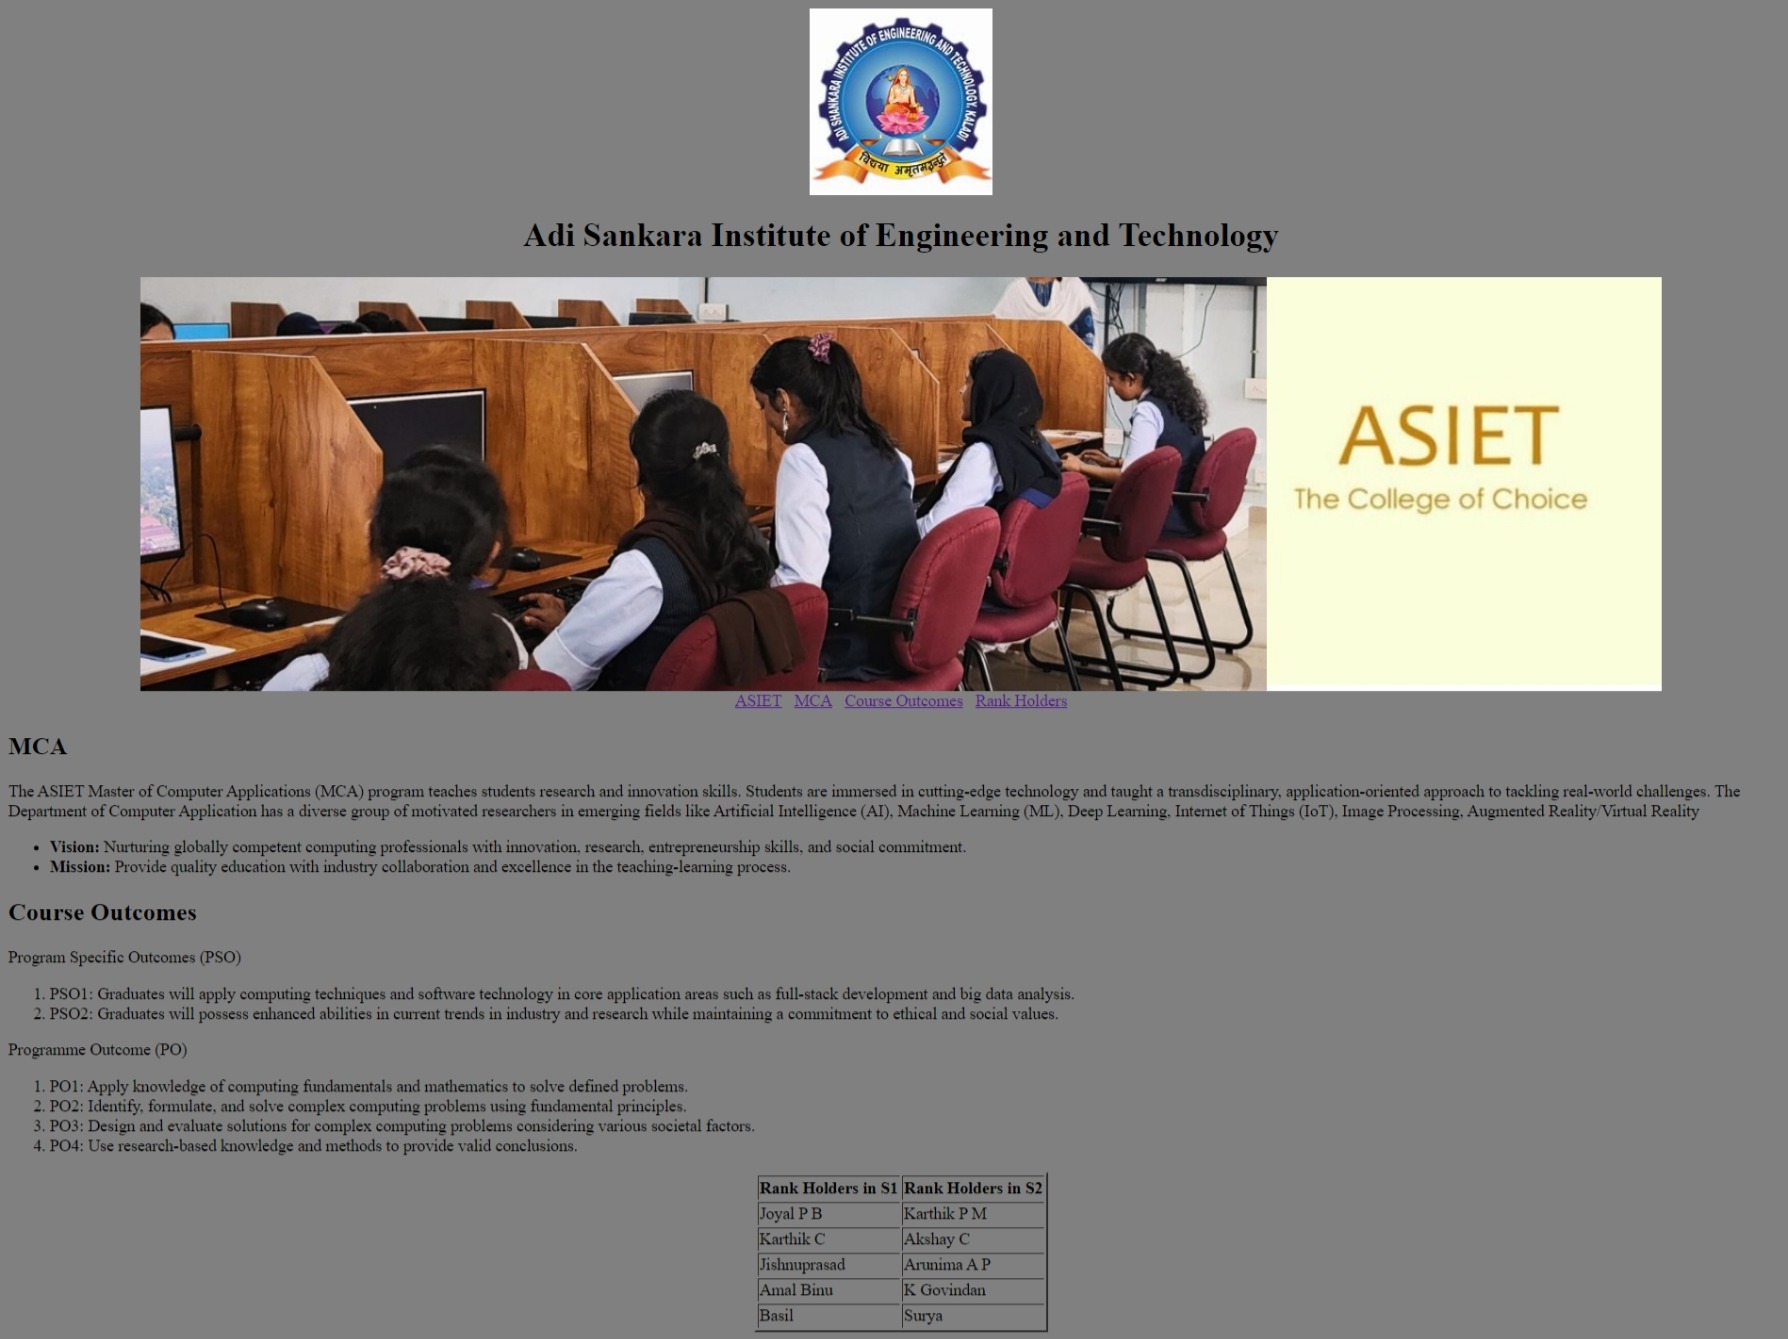 ADI SHANKARA INSTITUTE OF ENGINEERING AND TECHNOLOGY, KALADI
विद्यया अमृतमश्नुते
Adi Sankara Institute of Engineering and Technology
ASIET
The College of Choice
ASIET MCA Course Outcomes Rank Holders
MCA
The ASIET Master of Computer Applications (MCA) program teaches students research and innovation skills. Students are immersed in cutting-edge technology and taught a transdisciplinary, application-oriented approach to tackling real-world challenges. The
Department of Computer Application has a diverse group of motivated researchers in emerging fields like Artificial Intelligence (AI), Machine Learning (ML), Deep Learning, Internet of Things (IoT), Image Processing, Augmented Reality/Virtual Reality
• Vision: Nurturing globally competent computing professionals with innovation, research, entrepreneurship skills, and social commitment.
• Mission: Provide quality education with industry collaboration and excellence in the teaching-learning process.
Course Outcomes
Program Specific Outcomes (PSO)
1. PSO1: Graduates will apply computing techniques and software technology in core application areas such as full-stack development and big data analysis.
2. PSO2: Graduates will possess enhanced abilities in current trends in industry and research while maintaining a commitment to ethical and social values.
Programme Outcome (PO)
1. PO1: Apply knowledge of computing fundamentals and mathematics to solve defined problems.
2. PO2: Identify, formulate, and solve complex computing problems using fundamental principles.
3. PO3: Design and evaluate solutions for complex computing problems considering various societal factors.
4. PO4: Use research-based knowledge and methods to provide valid conclusions.
Rank Holders in S1 Rank Holders in S2
Joyal P B Karthik P M
Karthik C Akshay C
Jishnuprasad Arunima A P
Amal Binu K Govindan
Basil Surya